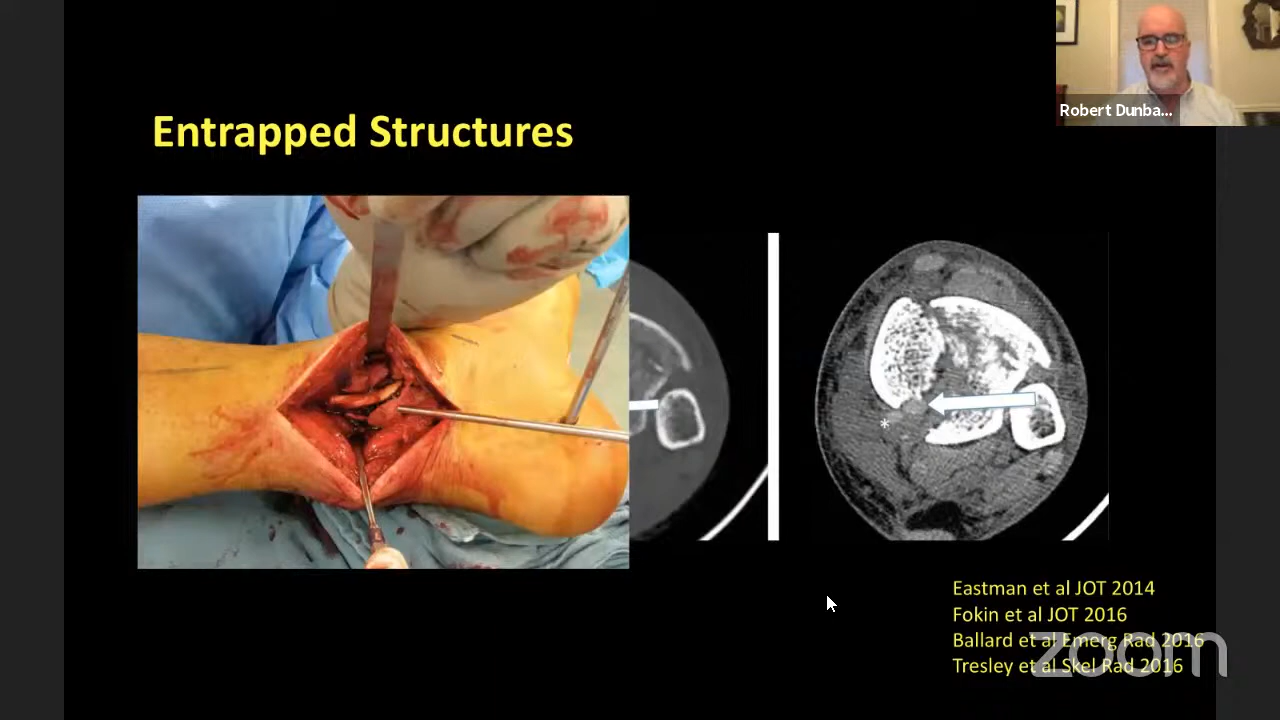 Robert Dunba...
Entrapped Structures
*
Eastman et al JOT 2014
Fokin et al JOT 2016
Ballard et al Emerg Rad 2016
Tresley et al Skel Rad 2016
zoom